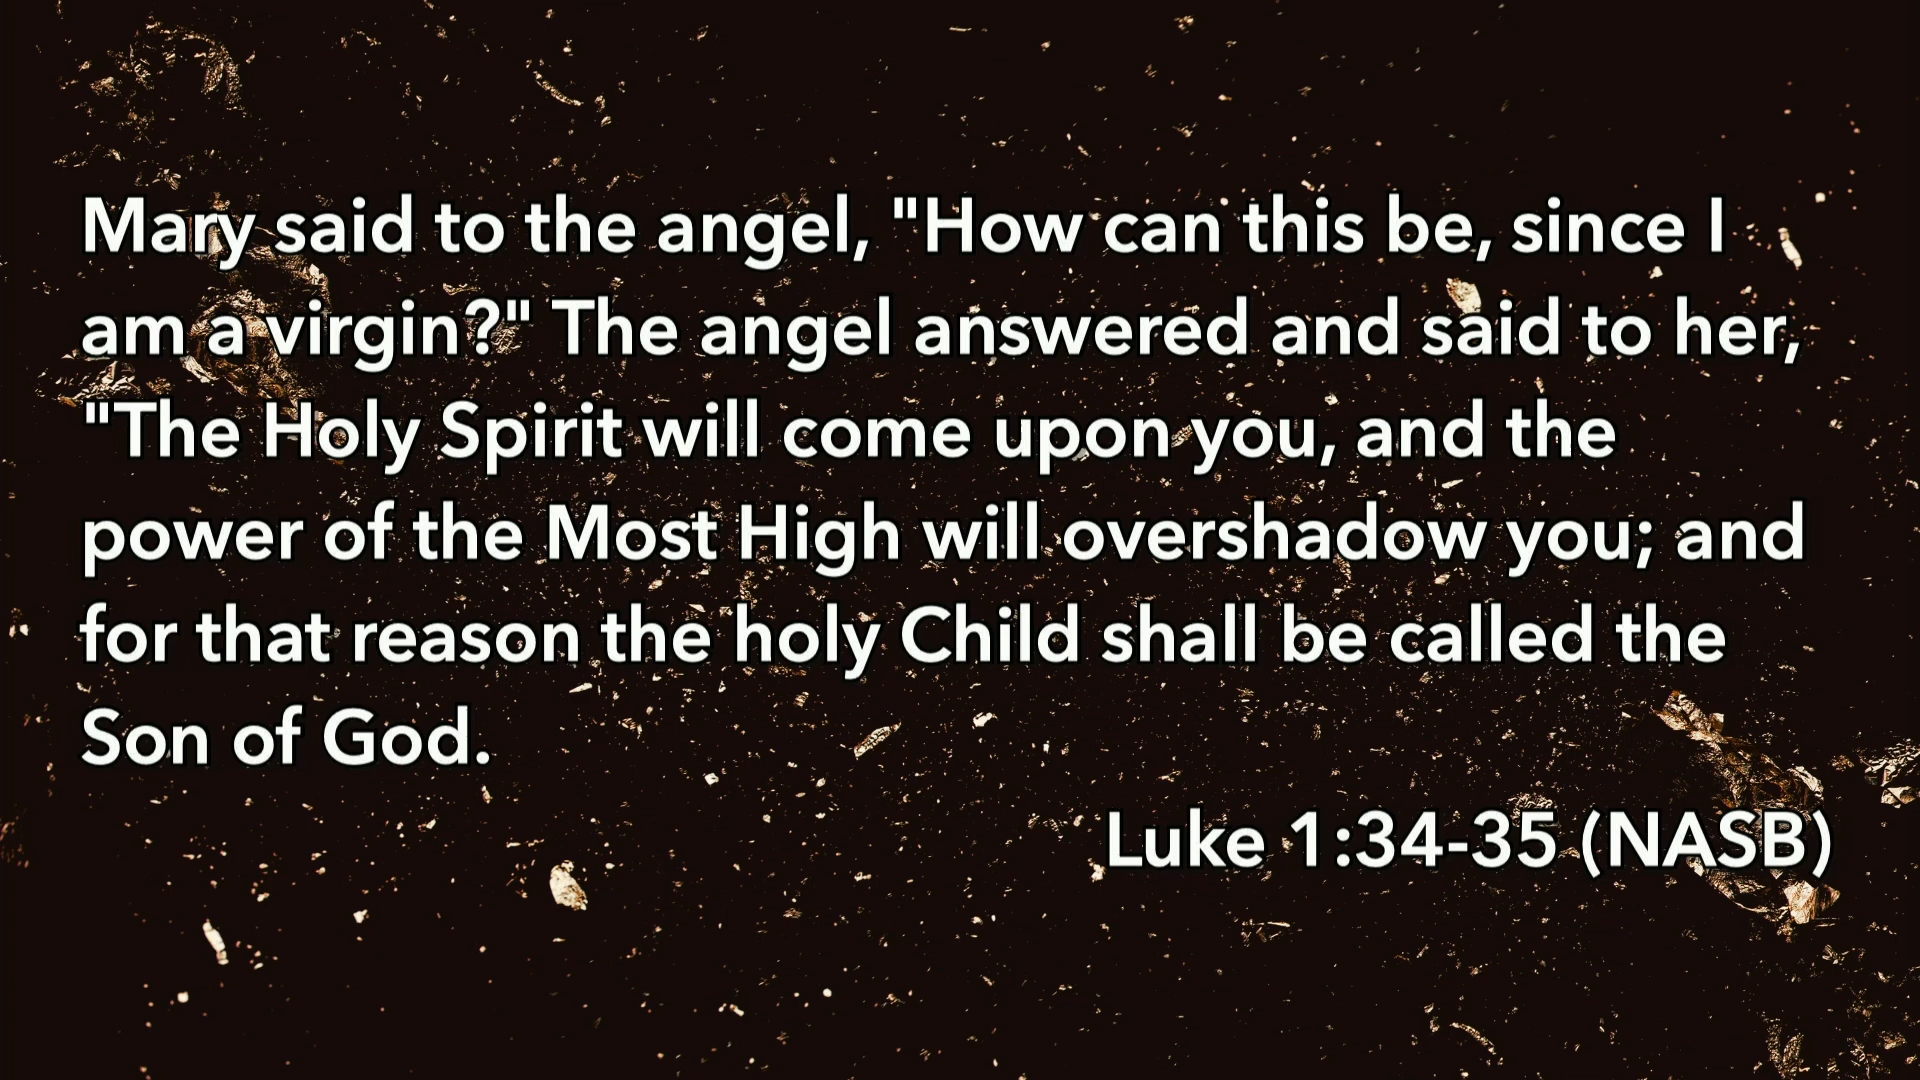 Mary said to the angel, "How can this be, since I
am a virgin?" The angel answered and said to her,
"The Holy Spirit will come upon you, and the
power of the Most High will overshadow you; and
for that reason the holy Child shall be called the
Son of God.
Luke 1:34-35 (NASB)